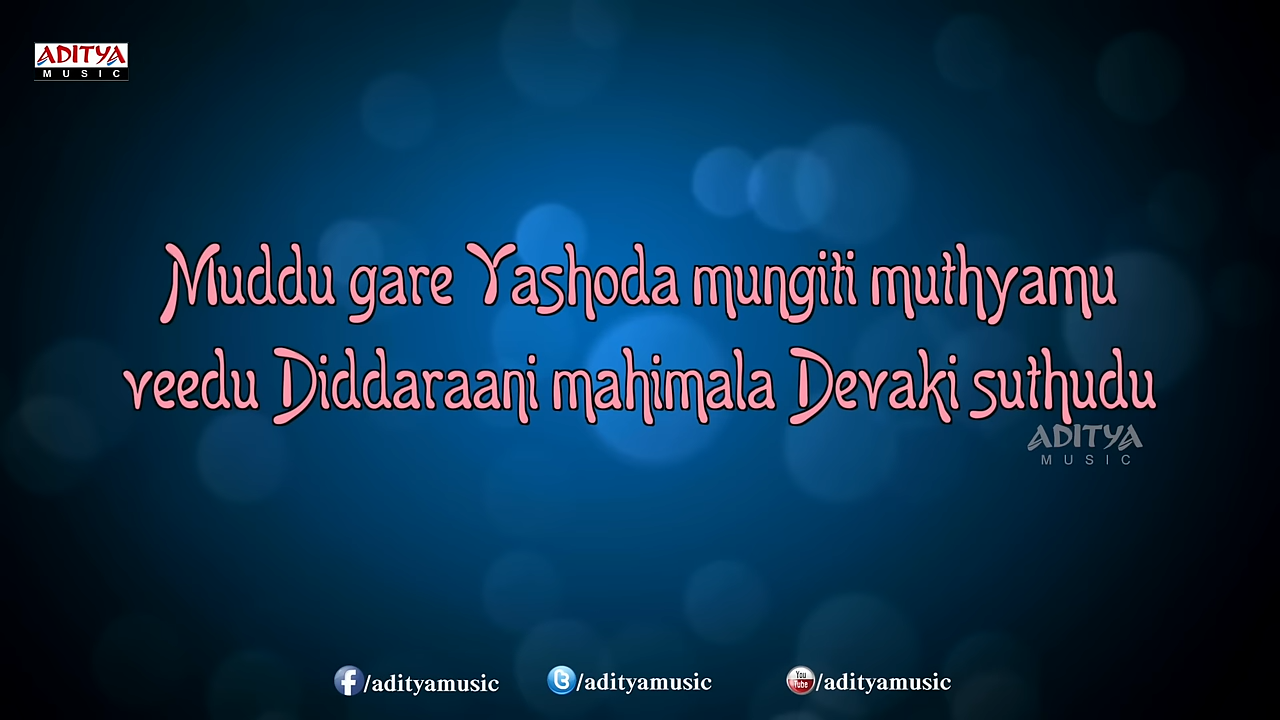 ADITYA
MUSIC
Muddu gare Yashoda mungiti muthyamu
veedu Diddaraani mahimala Devaki suthudu
ADITYA
MUSIC
/adityamusic /adityamusic You Tube /adityamusic